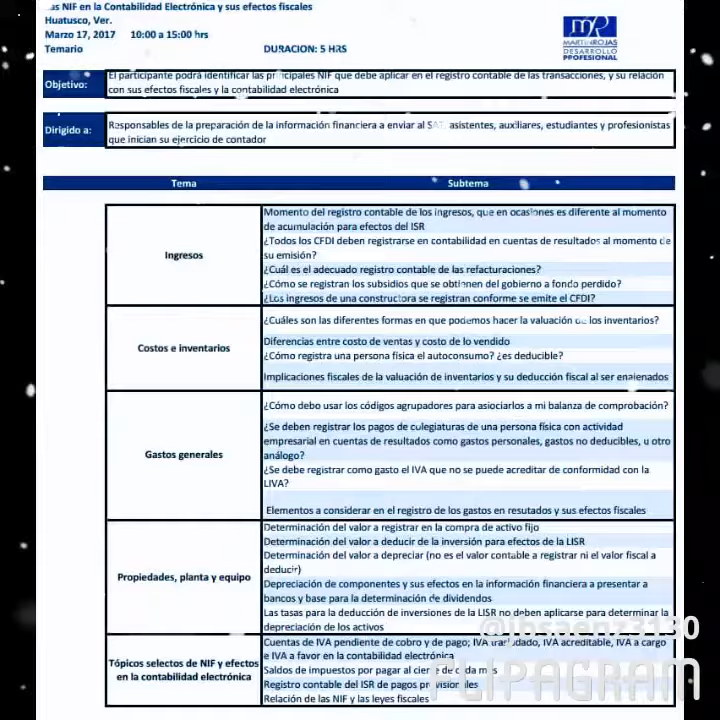 as NIF en la Contabilidad Electrónica y sus efectos fiscales
Huatusco, Ver.
Marzo 17, 2017 10:00 a 15:00 hrs
Temario DURACION: 5 HRS
MR
MARTINROJAS
DESARROLLO
PROFESIONAL
Objetivo:
El participante podrá identificar las principales NIF que debe aplicar en el registro contable de las transacciones, y su relación
con sus efectos fiscales y la contabilidad electrónica
Dirigido a:
Responsables de la preparación de la información financiera a enviar al SAT, asistentes, auxiliares, estudiantes y profesionistas
que inician su ejercicio de contador
Tema Subtema
Ingresos
Momento del registro contable de los ingresos, que en ocasiones es diferente al momento
de acumulación para efectos del ISR
¿Todos los CFDI deben registrarse en contabilidad en cuentas de resultados al momento de
su emisión?
¿Cuál es el adecuado registro contable de las refacturaciones?
¿Cómo se registran los subsidios que se obtienen del gobierno a fondo perdido?
¿Los ingresos de una constructora se registran conforme se emite el CFDI?
Costos e inventarios
¿Cuáles son las diferentes formas en que podemos hacer la valuación de los inventarios?
Diferencias entre costo de ventas y costo de lo vendido
¿Cómo registra una persona física el autoconsumo? ¿es deducible?
Implicaciones fiscales de la valuación de inventarios y su deducción fiscal al ser enajenados
Gastos generales
¿Cómo debo usar los códigos agrupadores para asociarlos a mi balanza de comprobación?
¿Se deben registrar los pagos de culegiaturas de una persona física con actividad
empresarial en cuentas de resultados como gastos personales, gastos no deducibles, u otro
análogo?
¿Se debe registrar como gasto el IVA que no se puede acreditar de conformidad con la
LIVA?
Elementos a considerar en el registro de los gastos en resutados y sus efectos fiscales
Propiedades, planta y equipo
Determinación del valor a registrar en la compra de activo fijo
Determinación del valor a deducir de la inversión para efectos de la LISR
Determinación del valor a depreciar (no es el valor contable a registrar ni el valor fiscal a
deducir)
Depreciación de componentes y sus efectos en la información financiera a presentar a
bancos y base para la determinación de dividendos
Las tasas para la deducción de inversiones de la LISR no deben aplicarse para determinar la
depreciación de los activos
Tópicos selectos de NIF y efectos
en la contabilidad electrónica
Cuentas de IVA pendiente de cobro y de pago; IVA trasladado, IVA acreditable, IVA a cargo
e IVA a favor en la contabilidad electrónica
Saldos de impuestos por pagar al cierre de cada mes
Registro contable del ISR de pagos provisionales
Relación de las NIF y las leyes fiscales
@jbsaenz3130
FLIPAGRAM